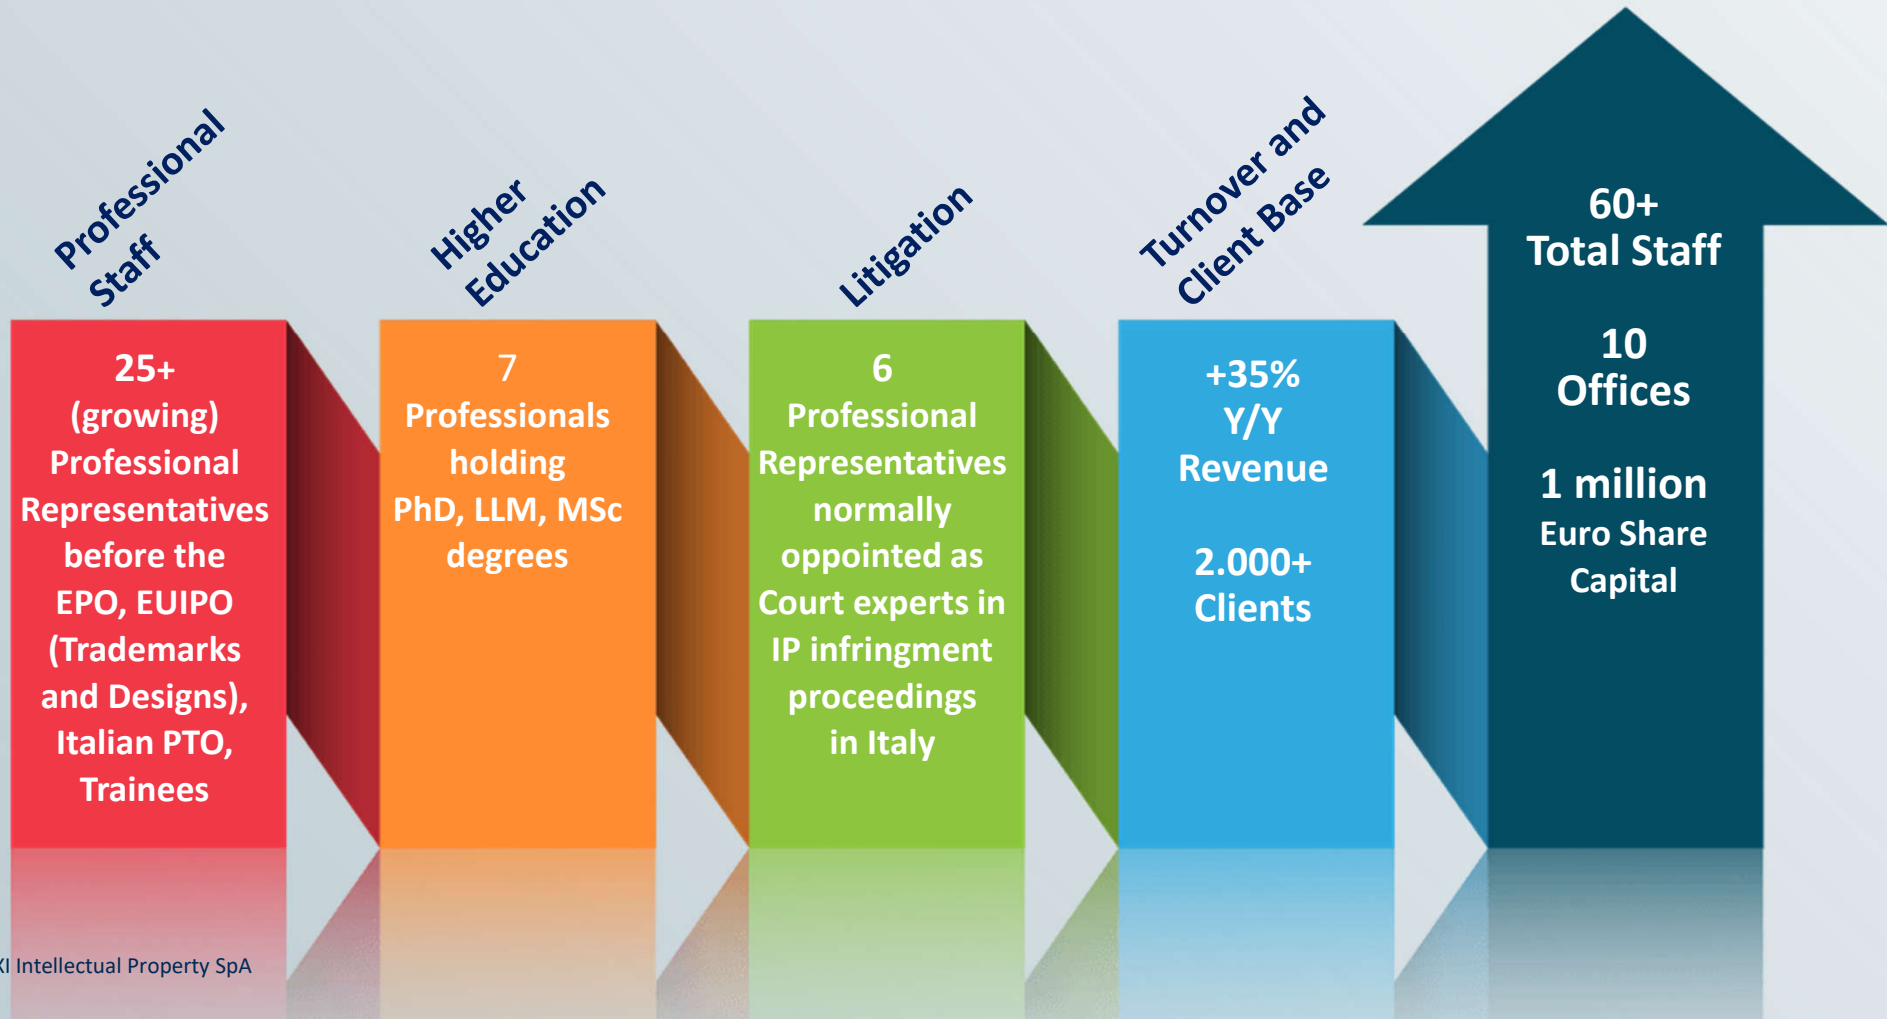 Professional
Staff
25+
(growing)
Professional
Representatives
before the
EPO, EUIPO
(Trademarks
and Designs),
Italian PTO,
Trainees
Higher
Education
7
Professionals
holding
PhD, LLM, MSc
degrees
Litigation
6
Professional
Representatives
normally
oppointed as
Court experts in
IP infringment
proceedings
in Italy
Turnover and
Client Base
+35%
Y/Y
Revenue
2.000+
Clients
60+
Total Staff
10
Offices
1 million
Euro Share
Capital
Intellectual Property SpA